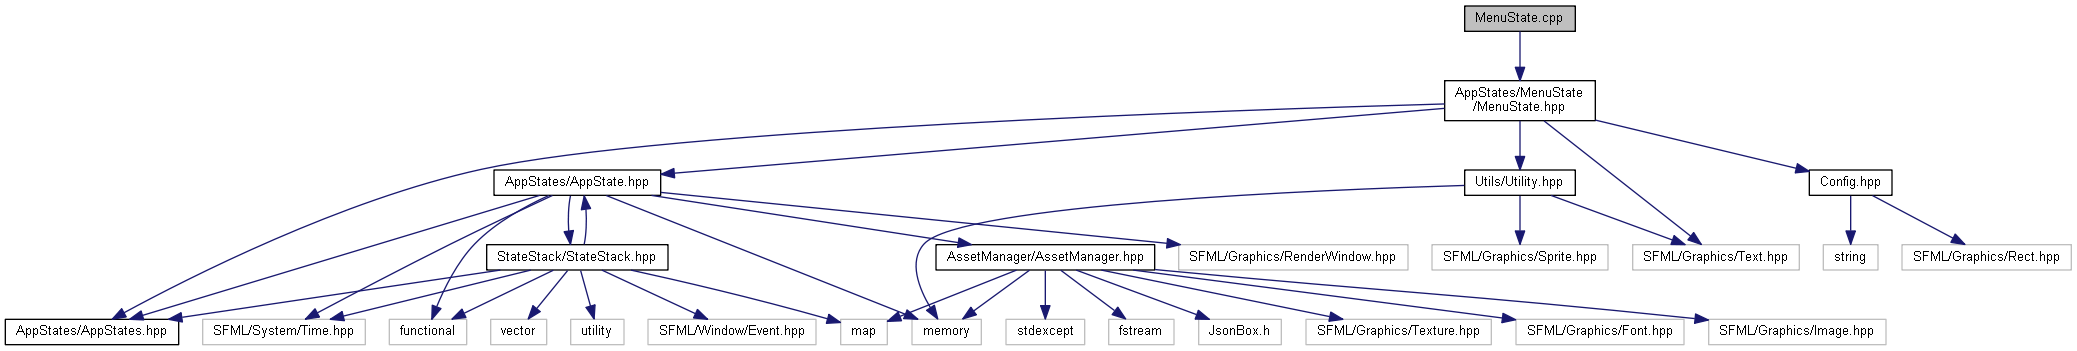 MenuState.cpp
AppStates/MenuState
/MenuState.hpp
AppStates/AppState.hpp
Utils/Utility.hpp
Config.hpp
StateStack/StateStack.hpp
AssetManager/AssetManager.hpp
SFML/Graphics/RenderWindow.hpp
SFML/Graphics/Sprite.hpp
SFML/Graphics/Text.hpp
string
SFML/Graphics/Rect.hpp
AppStates/AppStates.hpp
SFML/System/Time.hpp
functional
vector
utility
SFML/Window/Event.hpp
map
memory
stdexcept
fstream
JsonBox.h
SFML/Graphics/Texture.hpp
SFML/Graphics/Font.hpp
SFML/Graphics/Image.hpp